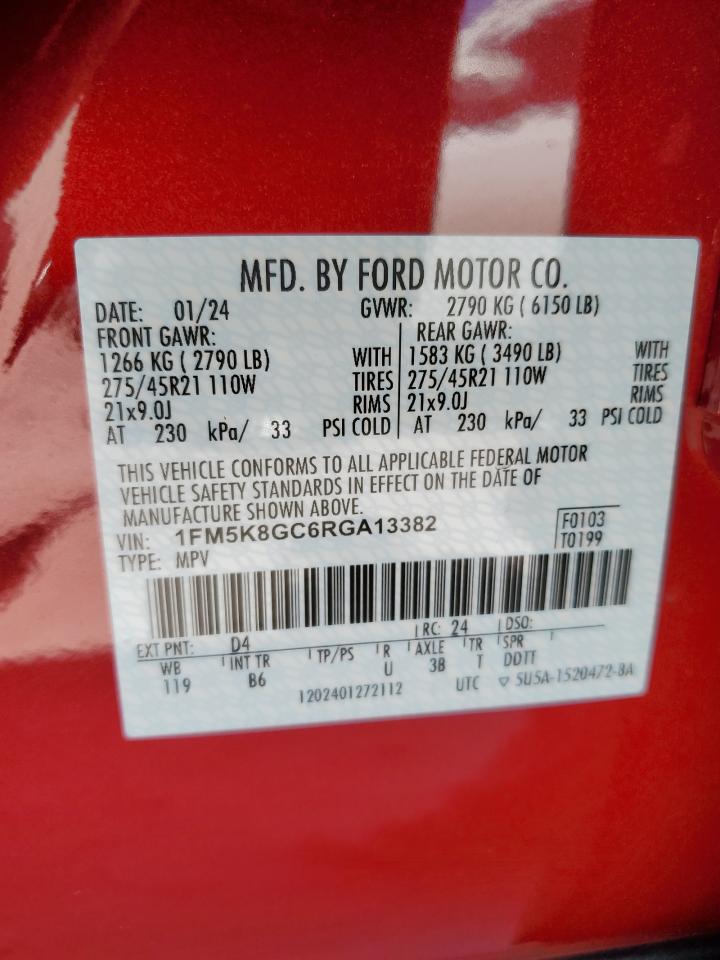 MFD. BY FORD MOTOR CO.
DATE: 01/24 GVWR: 2790 KG ( 6150 LB)
FRONT GAWR: REAR GAWR:
1266 KG ( 2790 LB) WITH 1583 KG ( 3490 LB) WITH
275/45R21 110W TIRES 275/45R21 110W TIRES
21x9.0J RIMS 21x9.0J RIMS
AT 230 kPa/ 33 PSI COLD AT 230 kPa/ 33 PSI COLD
THIS VEHICLE CONFORMS TO ALL APPLICABLE FEDERAL MOTOR
VEHICLE SAFETY STANDARDS IN EFFECT ON THE DATE OF
MANUFACTURE SHOWN ABOVE.
VIN: 1FM5K8GC6RGA13382 F0103
TYPE: MPV T0199
EXT PNT: D4 RC: 24 DSO:
WB INT TR TP/PS R AXLE TR SPR
119 B6 U 3B T DDTT
1202401272112 UTC ▽ 5U5A-1520472-BA